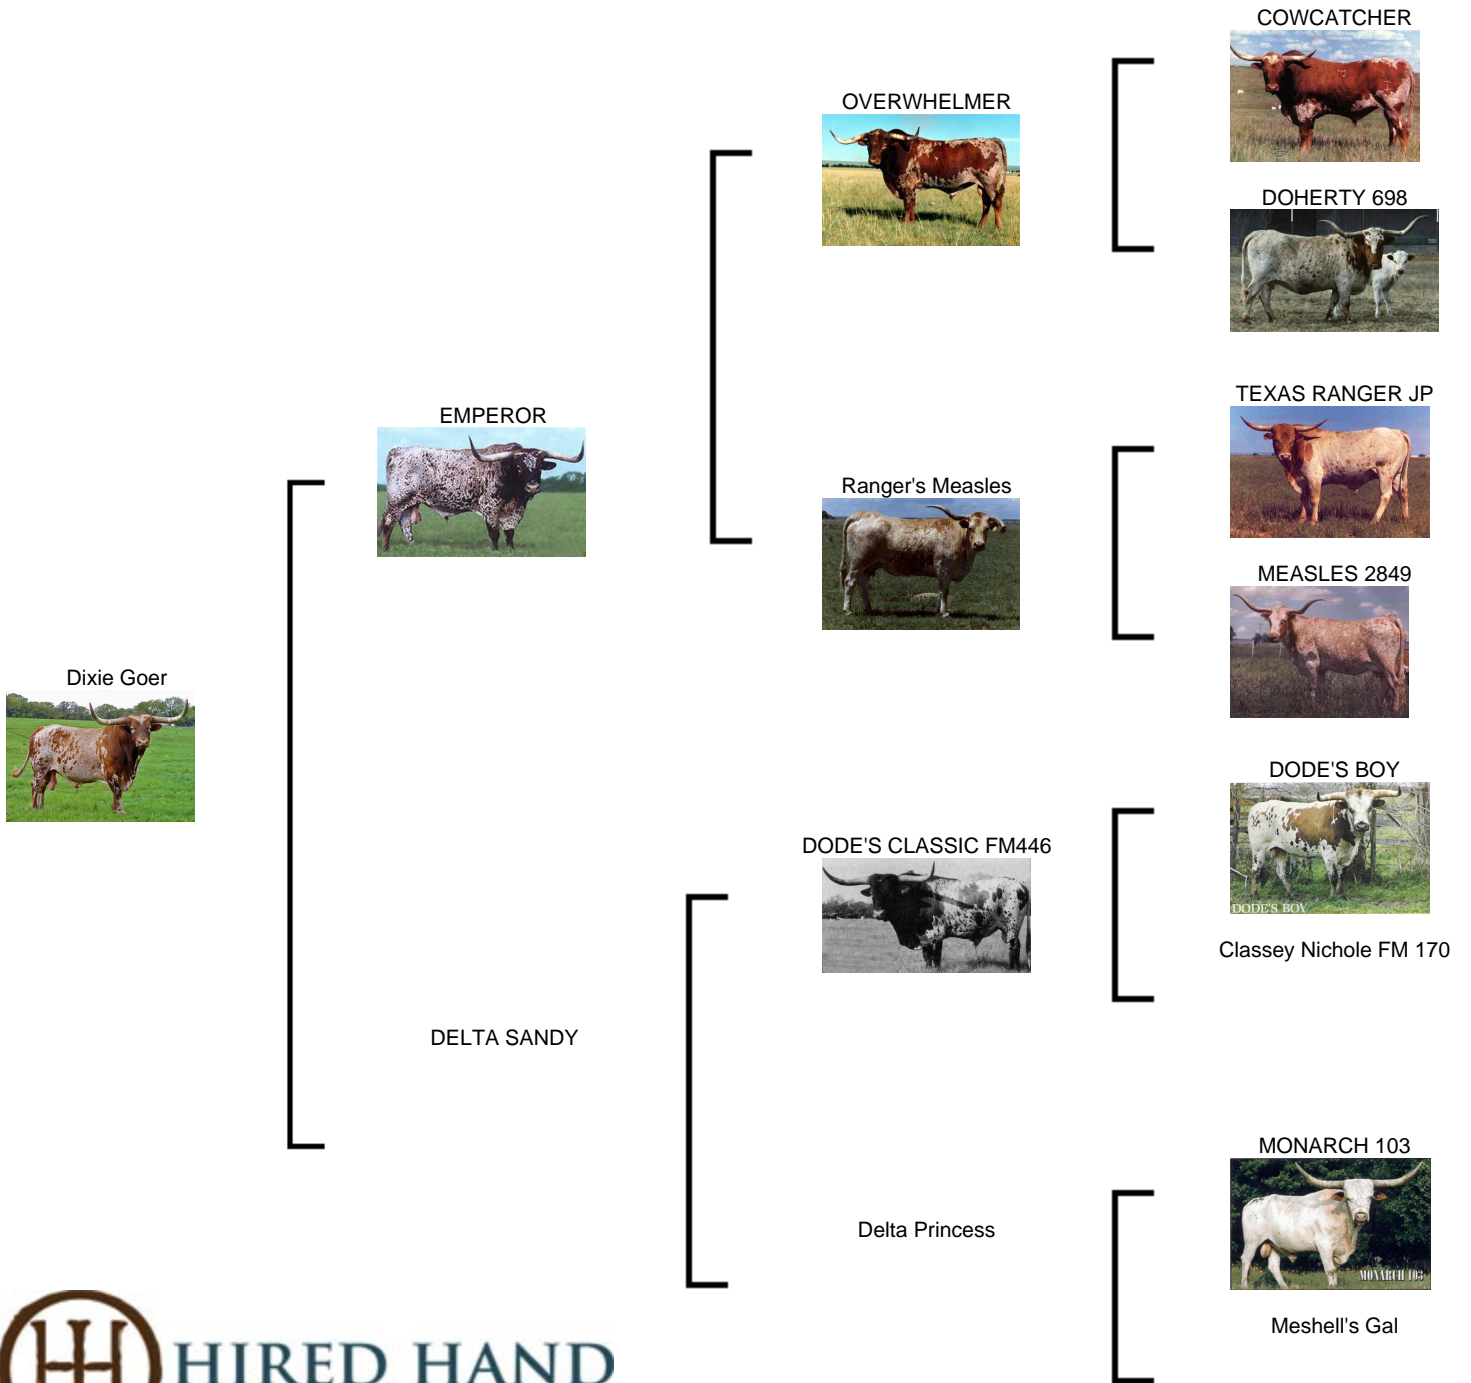 COWCATCHER
OVERWHELMER
DOHERTY 698
TEXAS RANGER JP
EMPEROR
Ranger's Measles
MEASLES 2849
Dixie Goer
DODE'S BOY
DODE'S CLASSIC FM446
DODE'S BOY
Classey Nichole FM 170
DELTA SANDY
MONARCH 103
Delta Princess
MONARCH 103
Meshell's Gal
HIRED HAND